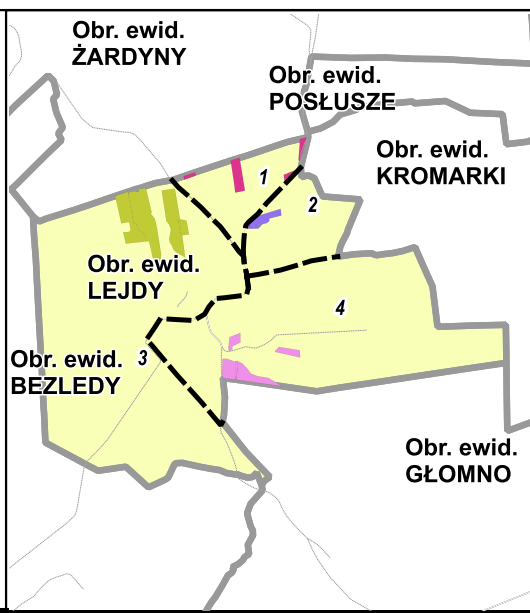 Obr. ewid.
ŻARDYNY
Obr. ewid.
POSŁUSZE
Obr. ewid.
KROMARKI
1
2
Obr. ewid.
LEJDY
4
Obr. ewid.
BEZLEDY
3
Obr. ewid.
GŁOMNO